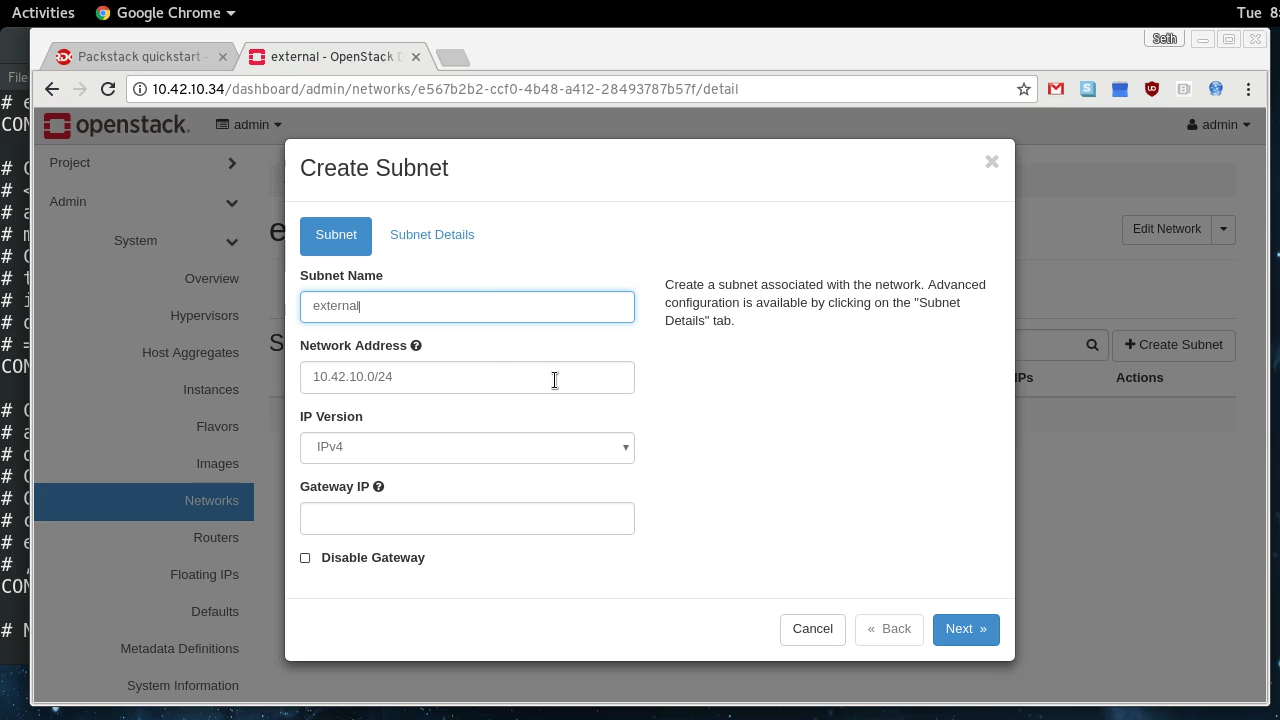 Activities
Google Chrome
Tue 8:
Seth
Packstack quickstart -
external - OpenStack D
10.42.10.34/dashboard/admin/networks/e567b2b2-ccf0-4b48-a412-28493787b57f/detail
File
openstack.
admin
admin
Project
Admin
System
Overview
Hypervisors
Host Aggregates
Instances
Flavors
Images
Networks
Routers
Floating IPs
Defaults
Metadata Definitions
System Information
Edit Network
Create Subnet
IPs
Actions
Create Subnet
Subnet
Subnet Details
Subnet Name
external
Create a subnet associated with the network. Advanced
configuration is available by clicking on the "Subnet
Details" tab.
Network Address
10.42.10.0/24
IP Version
IPv4
Gateway IP
Disable Gateway
Cancel
« Back
Next »
# e
CON
# <
# a
# m
# t
# i
# =
CON
# a
# e
CON